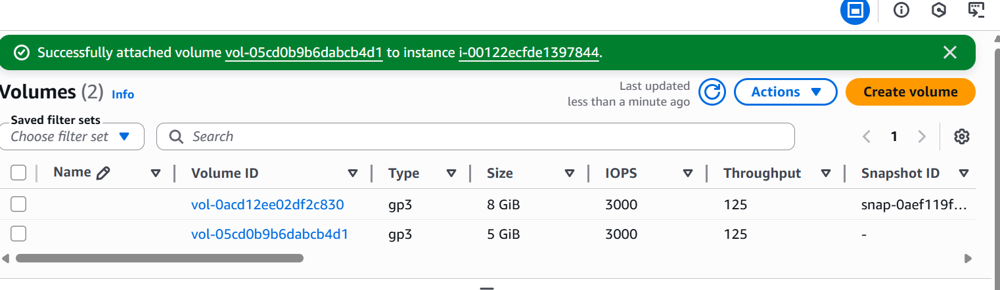 Successfully attached volume vol-05cd0b9b6dabcb4d1 to instance i-00122ecfde1397844.
Volumes (2) Info
Last updated
less than a minute ago
Actions
Create volume
Saved filter sets
Choose filter set
Search
1
Name Volume ID Type Size IOPS Throughput Snapshot ID
vol-0acd12ee02df2c830 gp3 8 GiB 3000 125 snap-0aef119f...
vol-05cd0b9b6dabcb4d1 gp3 5 GiB 3000 125 -